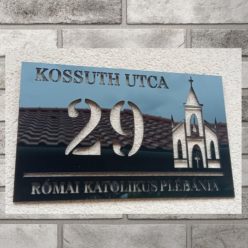 KOSSUTH UTCA
29
RÓMAI KATOLIKUS PLÉBÁNIA